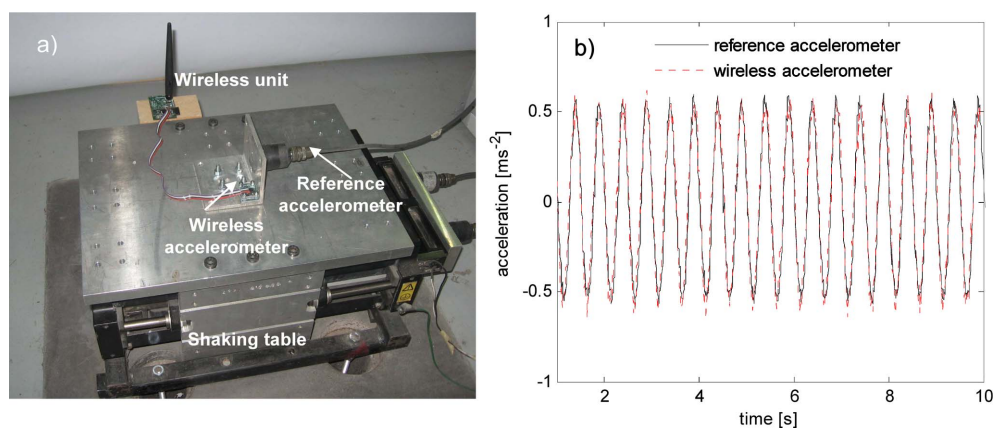 a)
Wireless unit
Reference
accelerometer
Wireless
accelerometer
Shaking table
b)
reference accelerometer
wireless accelerometer
1
0.5
0
-0.5
-1
acceleration [ms-2]
2
4
6
8
10
time [s]